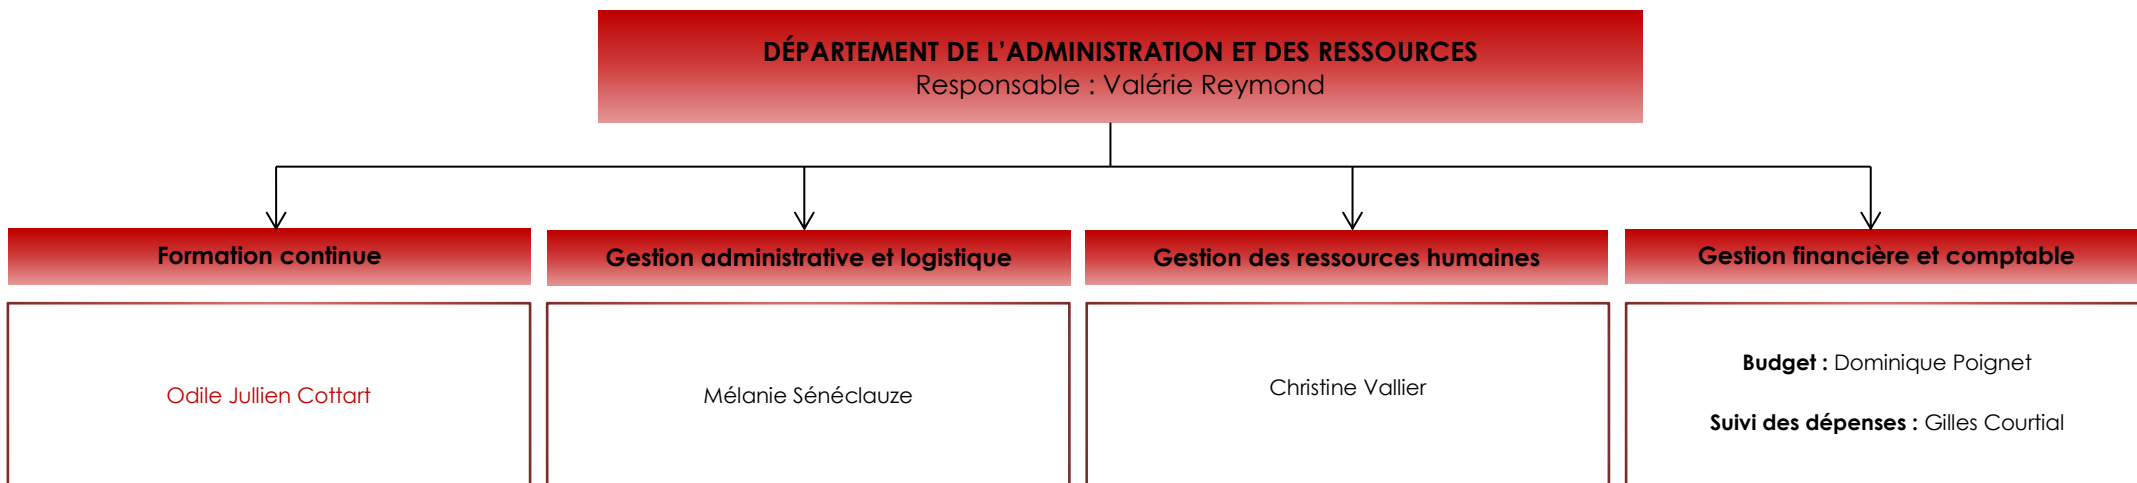 DÉPARTEMENT DE L'ADMINISTRATION ET DES RESSOURCES
Responsable : Valérie Reymond
Formation continue
Gestion administrative et logistique
Gestion des ressources humaines
Gestion financière et comptable
Odile Jullien Cottart
Mélanie Sénéclauze
Christine Vallier
Budget : Dominique Poignet
Suivi des dépenses : Gilles Courtial